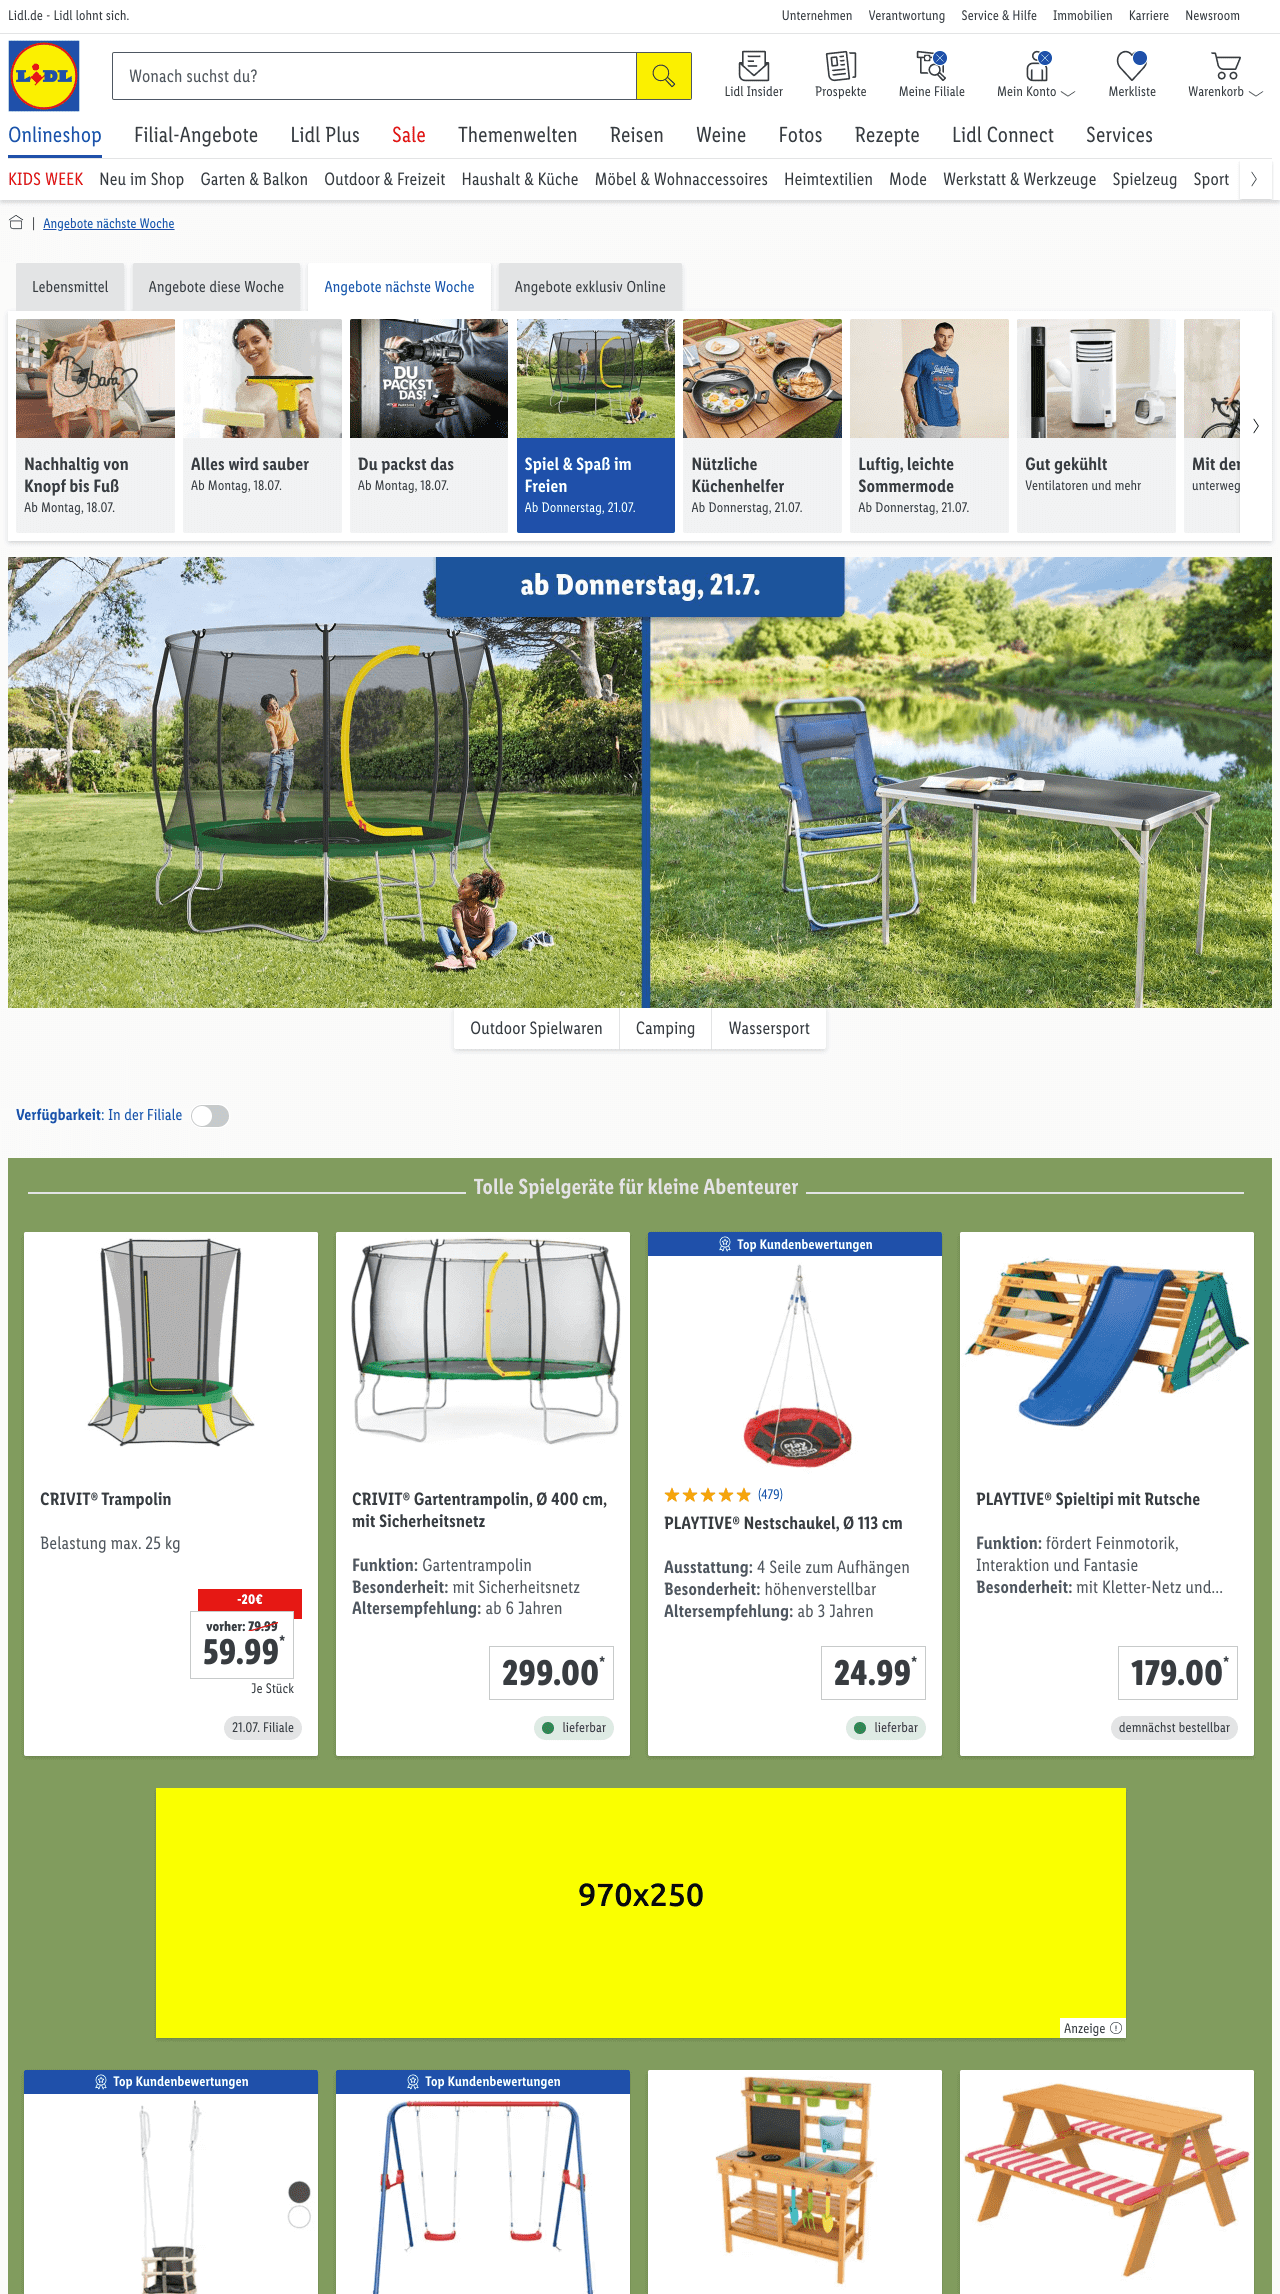 Lidl.de - Lidl lohnt sich.
Unternehmen Verantwortung Service & Hilfe Immobilien Karriere Newsroom
LIDL
Wonach suchst du?
Lidl Insider Prospekte Meine Filiale Mein Konto Merkliste Warenkorb
Onlineshop Filial-Angebote Lidl Plus Sale Themenwelten Reisen Weine Fotos Rezepte Lidl Connect Services
KIDS WEEK Neu im Shop Garten & Balkon Outdoor & Freizeit Haushalt & Küche Möbel & Wohnaccessoires Heimtextilien Mode Werkstatt & Werkzeuge Spielzeug Sport
| Angebote nächste Woche
Lebensmittel Angebote diese Woche Angebote nächste Woche Angebote exklusiv Online
bara
DU
PACKST
DAS!
Nachhaltig von
Knopf bis Fuß
Ab Montag, 18.07.
Alles wird sauber
Ab Montag, 18.07.
Du packst das
Ab Montag, 18.07.
Spiel & Spaß im
Freien
Ab Donnerstag, 21.07.
Nützliche
Küchenhelfer
Ab Donnerstag, 21.07.
Luftig, leichte
Sommermode
Ab Donnerstag, 21.07.
Gut gekühlt
Ventilatoren und mehr
Mit der
unterweg
ab Donnerstag, 21.7.
Outdoor Spielwaren Camping Wassersport
Verfügbarkeit: In der Filiale
Tolle Spielgeräte für kleine Abenteurer
CRIVIT® Trampolin
Belastung max. 25 kg
-20€
vorher: 79.99
59.99*
Je Stück
21.07. Filiale
CRIVIT® Gartentrampolin, Ø 400 cm,
mit Sicherheitsnetz
Funktion: Gartentrampolin
Besonderheit: mit Sicherheitsnetz
Altersempfehlung: ab 6 Jahren
299.00*
lieferbar
Top Kundenbewertungen
PLAY
TIVE
(479)
PLAYTIVE® Nestschaukel, Ø 113 cm
Ausstattung: 4 Seile zum Aufhängen
Besonderheit: höhenverstellbar
Altersempfehlung: ab 3 Jahren
24.99*
lieferbar
PLAYTIVE® Spieltipi mit Rutsche
Funktion: fördert Feinmotorik,
Interaktion und Fantasie
Besonderheit: mit Kletter-Netz und...
179.00*
demnächst bestellbar
970x250
Anzeige
Top Kundenbewertungen
Top Kundenbewertungen